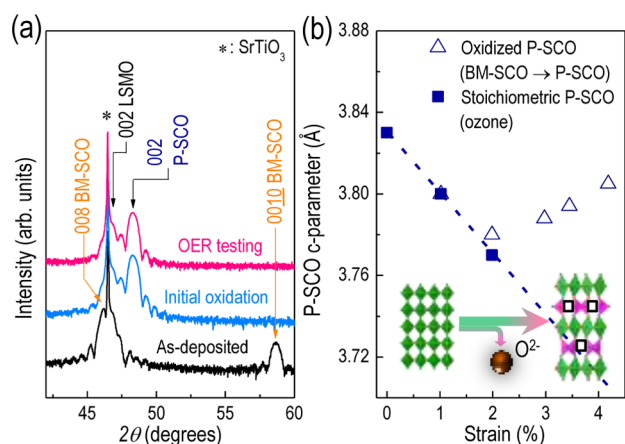 (a)
* : SrTiO3
008 BM-SCO
002 LSMO
002
P-SCO
0010 BM-SCO
OER testing
Initial oxidation
As-deposited
Intensity (arb. units)
45 50 55 60
2θ (degrees)
(b)
Oxidized P-SCO
(BM-SCO → P-SCO)
Stoichiometric P-SCO
(ozone)
P-SCO c-parameter (Å)
3.88
3.84
3.80
3.76
3.72
O2-
0 1 2 3 4 5
Strain (%)